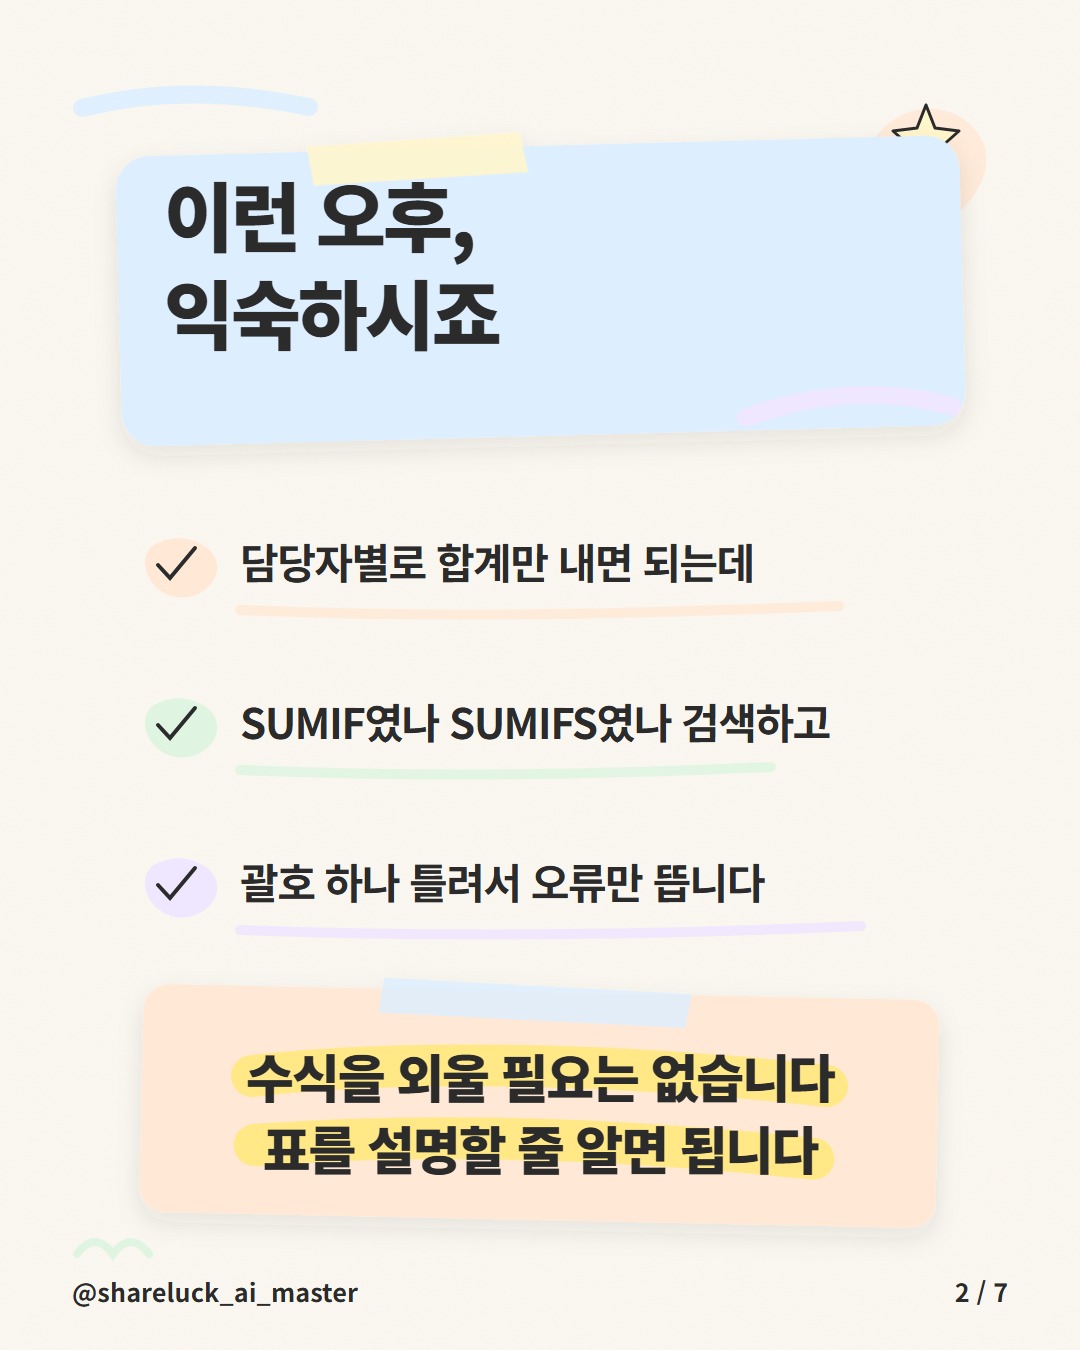 이런 오후,
익숙하시죠
담당자별로 합계만 내면 되는데
SUMIF였나 SUMIFS였나 검색하고
괄호 하나 틀려서 오류만 뜹니다
수식을 외울 필요는 없습니다
표를 설명할 줄 알면 됩니다
@shareluck_ai_master
2 / 7